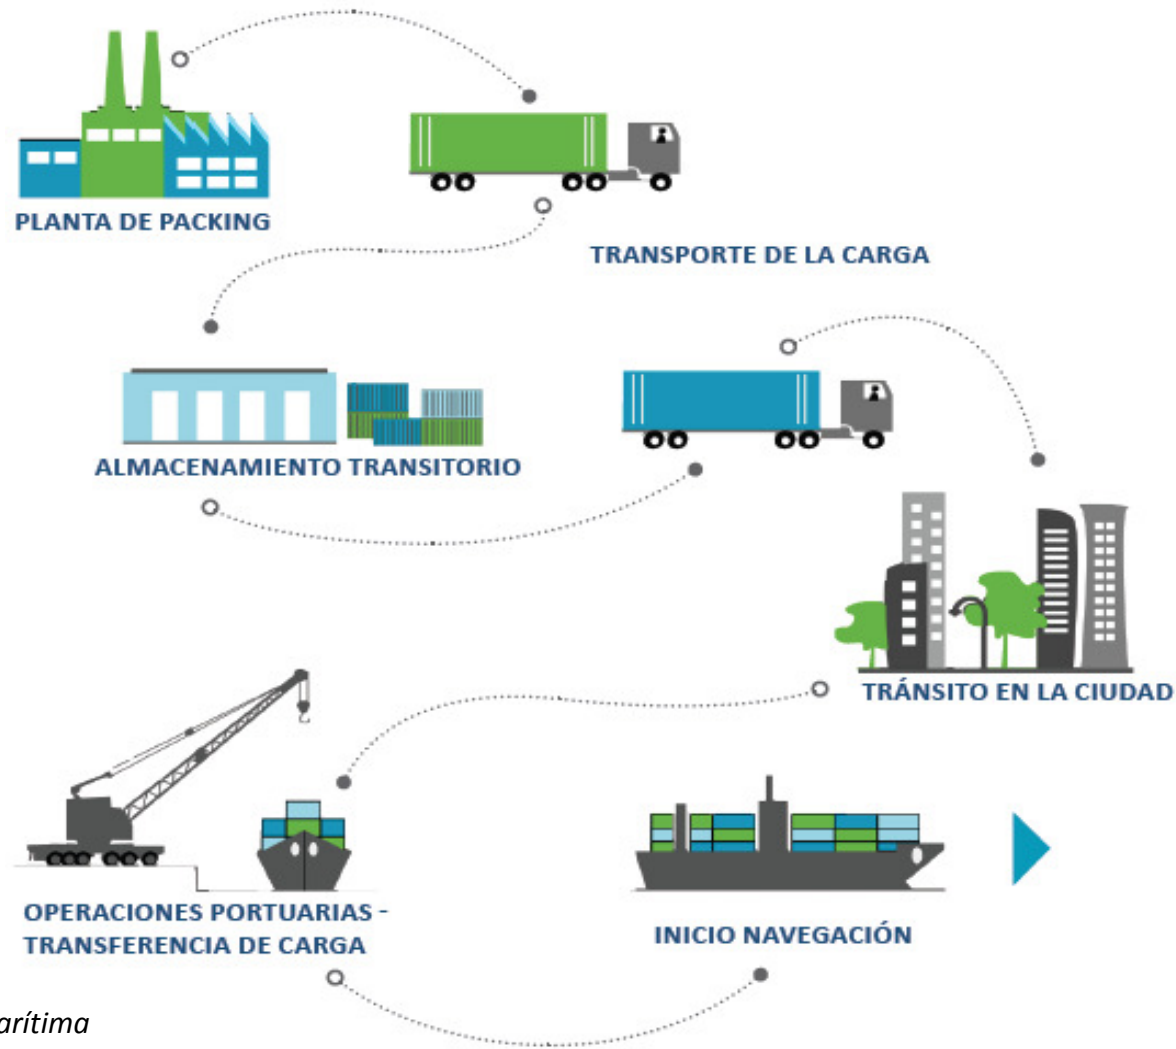 PLANTA DE PACKING
TRANSPORTE DE LA CARGA
ALMACENAMIENTO TRANSITORIO
TRÁNSITO EN LA CIUDAD
OPERACIONES PORTUARIAS -
TRANSFERENCIA DE CARGA
INICIO NAVEGACIÓN
arítima